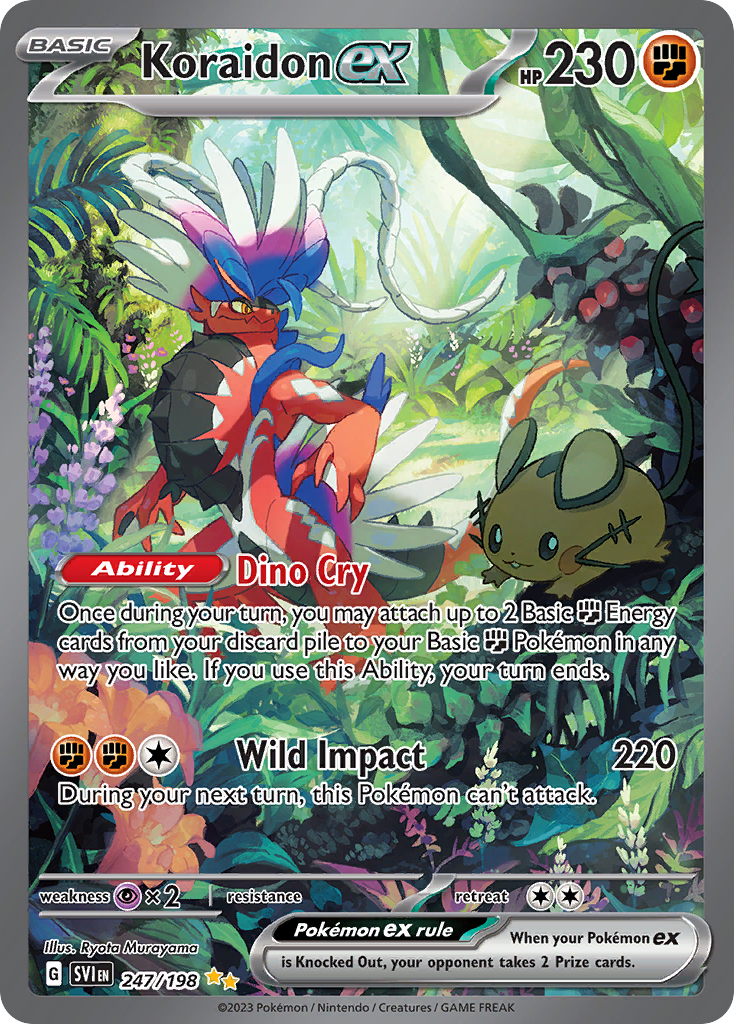 BASIC
Koraidon ex HP 230
Ability Dino Cry
Once during your turn, you may attach up to 2 Basic Energy
cards from your discard pile to your Basic Pokémon in any
way you like. If you use this Ability, your turn ends.
Wild Impact 220
During your next turn, this Pokémon can't attack.
weakness ×2 resistance retreat
Illus. Ryota Murayama
Pokémon ex rule When your Pokémon ex
is Knocked Out, your opponent takes 2 Prize cards.
G SVI EN 247/198
©2023 Pokémon / Nintendo / Creatures / GAME FREAK